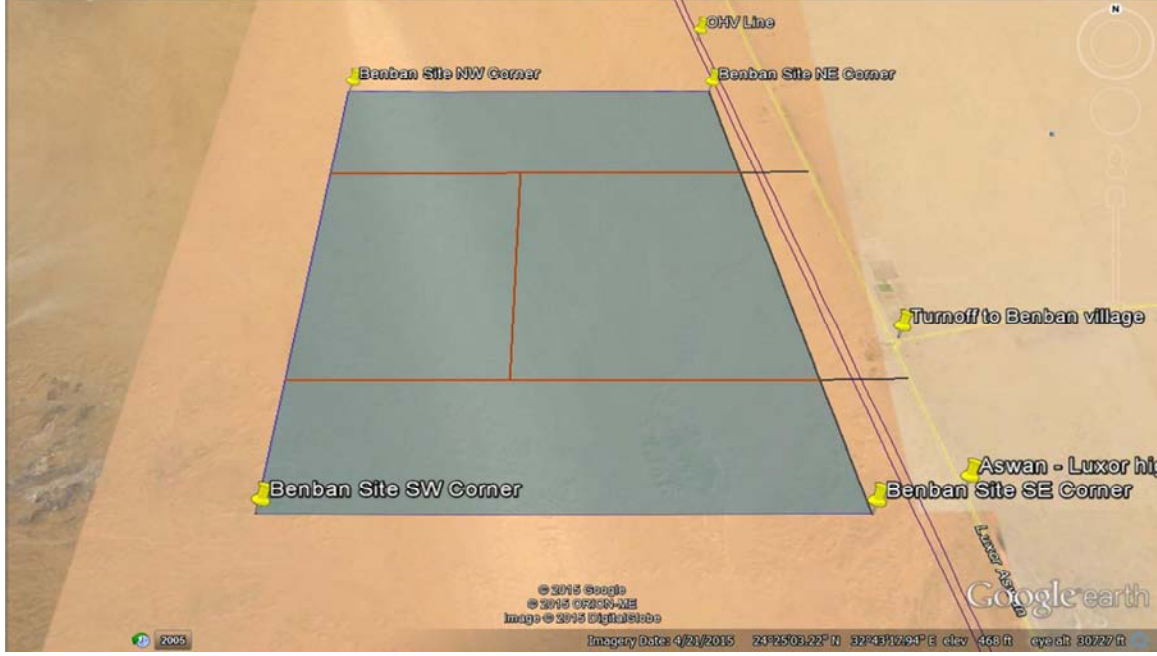 N
OHV Line
Benban Site NW Corner
Benban Site NE Corner
Turnoff to Benban village
Aswan - Luxor hig
Benban Site SW Corner
Benban Site SE Corner
Luxor Aswan
© 2015 Google
© 2015 ORION-ME
Image © 2015 DigitalGlobe
Google earth
2005
Imagery Date: 4/21/2015 24°25'03.22" N 32°43'17.94" E elev 468 ft eye alt 30727 ft